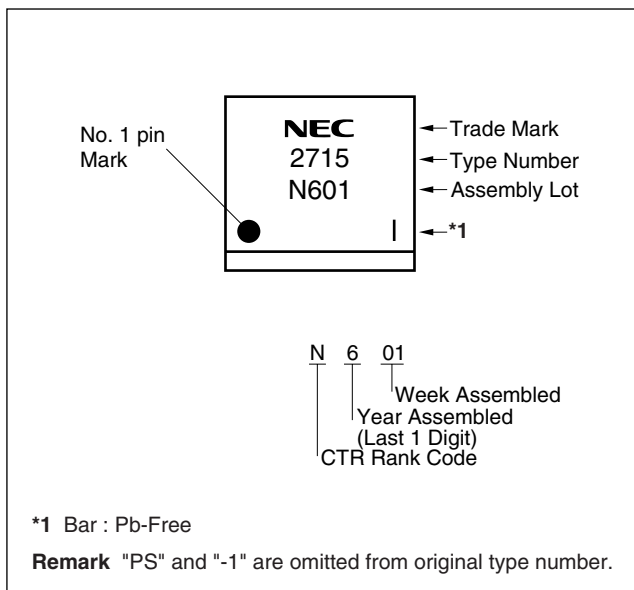 No. 1 pin
Mark
NEC
2715
N601
Trade Mark
Type Number
Assembly Lot
*1
N 6 01
Week Assembled
Year Assembled
(Last 1 Digit)
CTR Rank Code
*1 Bar : Pb-Free
Remark "PS" and "-1" are omitted from original type number.